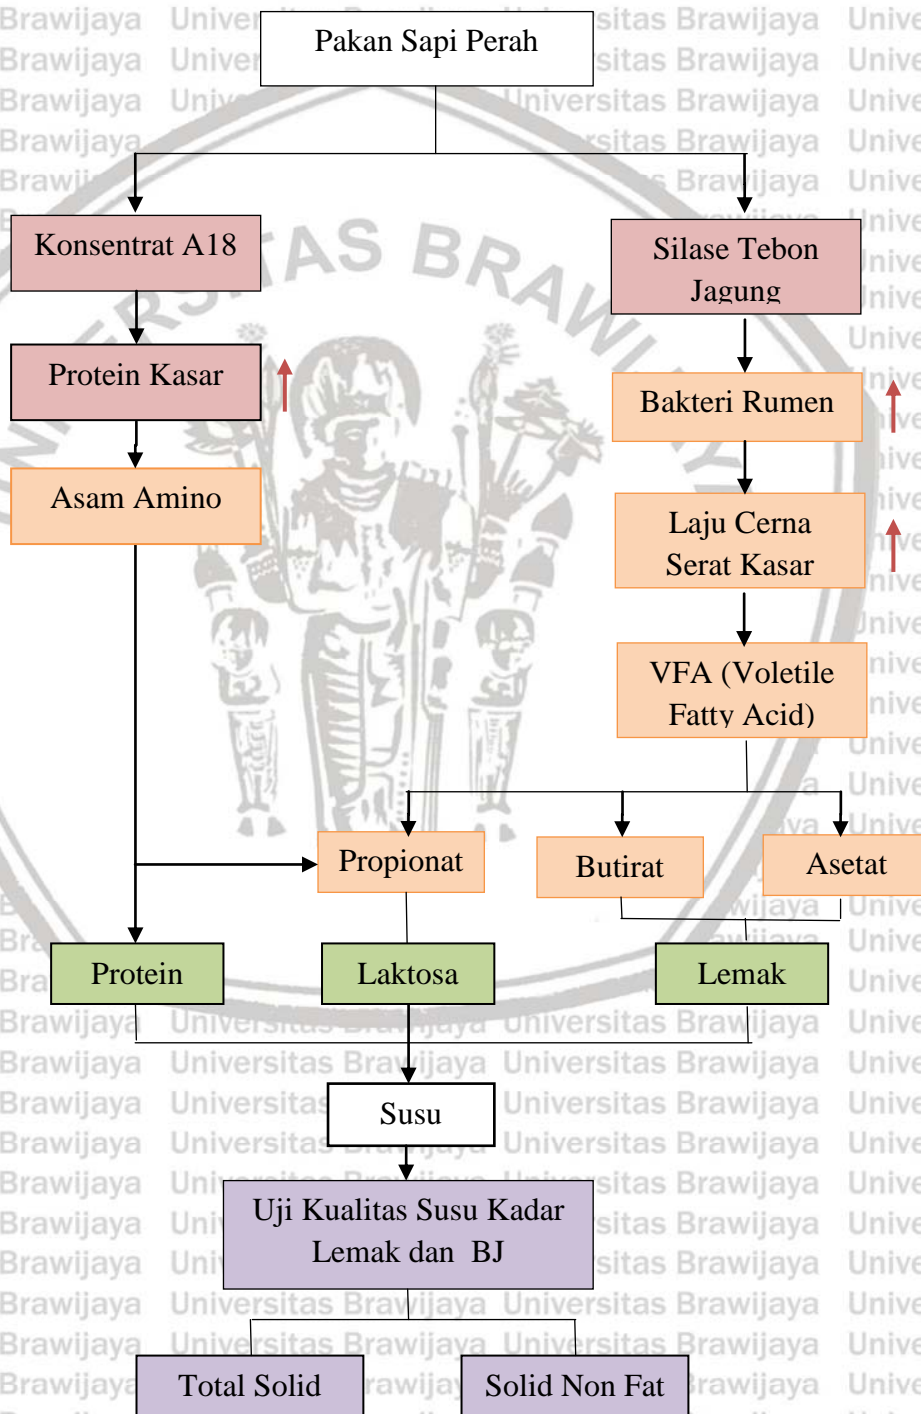 Pakan Sapi Perah
Konsentrat A18
Silase Tebon
Jagung
Protein Kasar
Bakteri Rumen
Asam Amino
Laju Cerna
Serat Kasar
VFA (Voletile
Fatty Acid)
Propionat
Butirat
Asetat
Protein
Laktosa
Lemak
Susu
Uji Kualitas Susu Kadar
Lemak dan BJ
Total Solid
Solid Non Fat